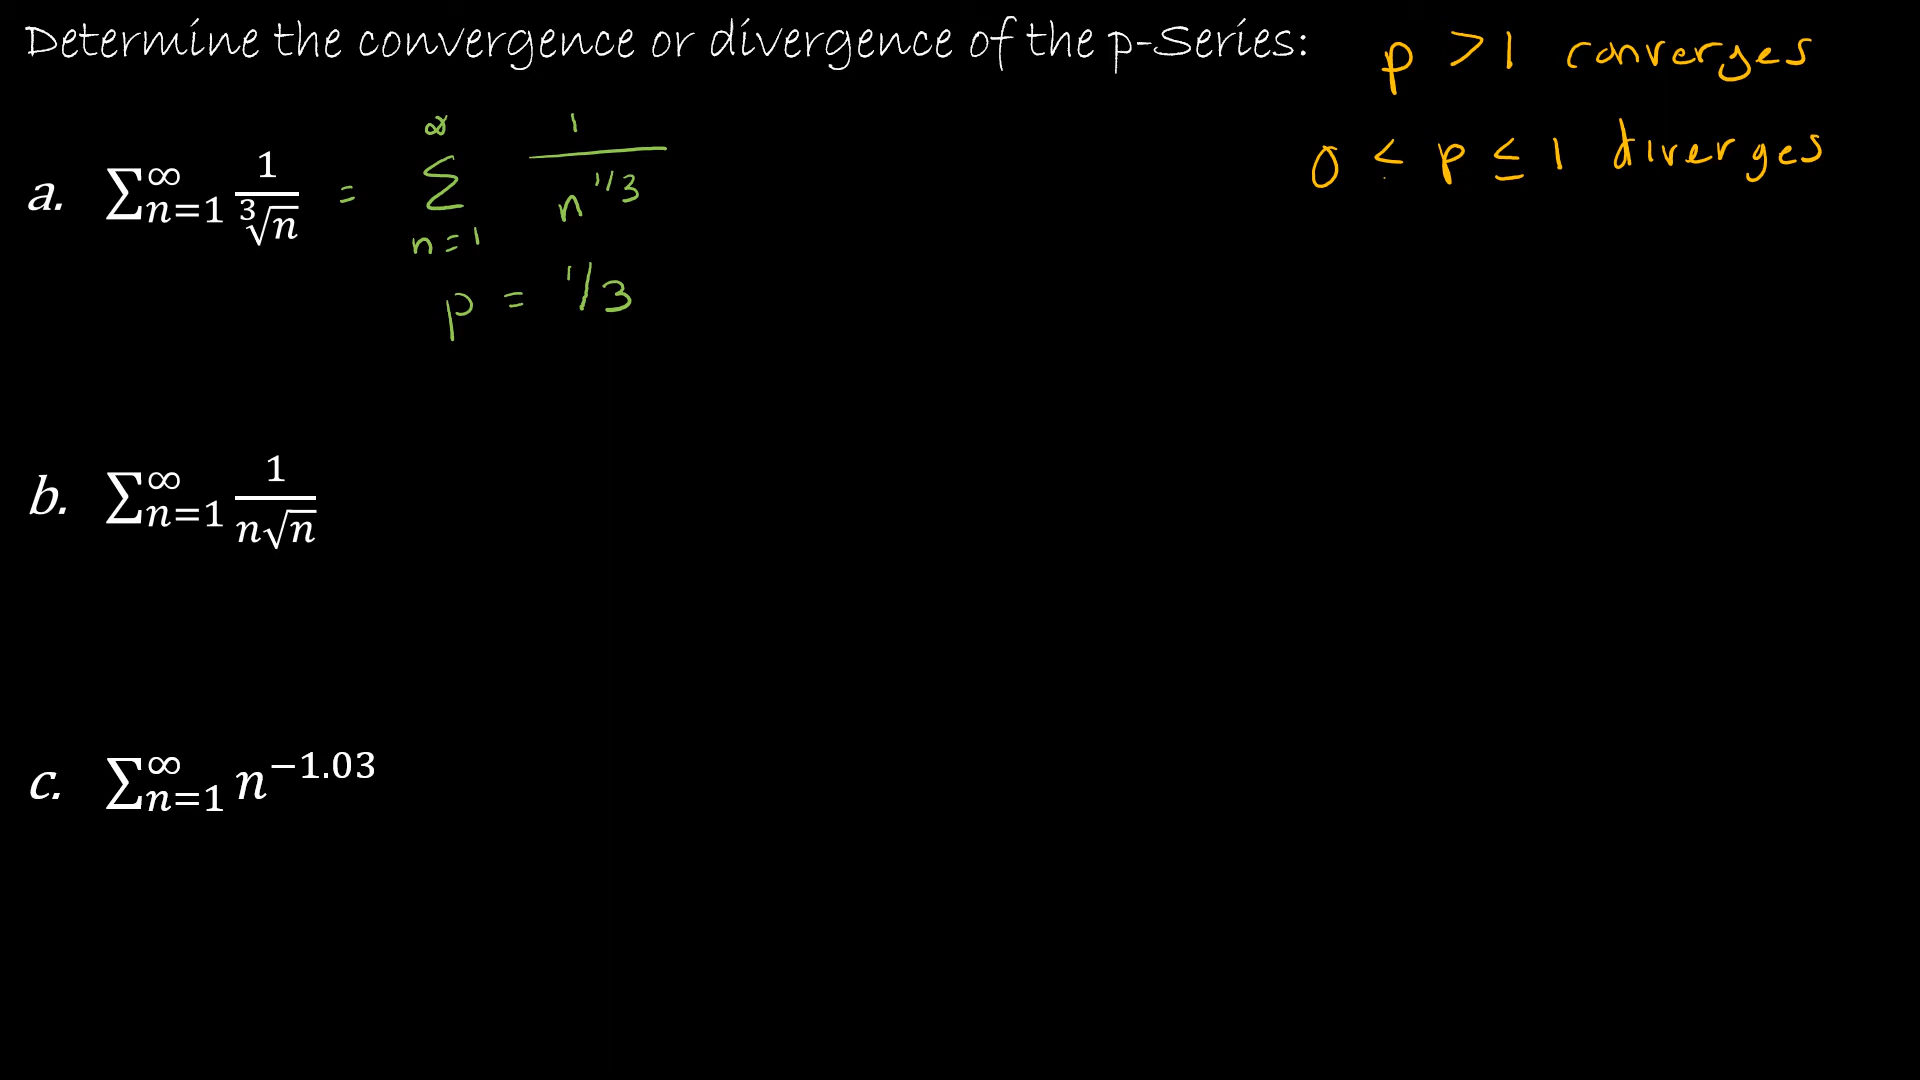 Determine the convergence or divergence of the p-Series:
p > 1 converges
0 < p ≤ 1 diverges
a. ∑_{n=1}^{∞} 1/∛n = ∑_{n=1}^{∞} 1/n^{1/3}
p = 1/3
b. ∑_{n=1}^{∞} 1/(n√n)
c. ∑_{n=1}^{∞} n^{-1.03}